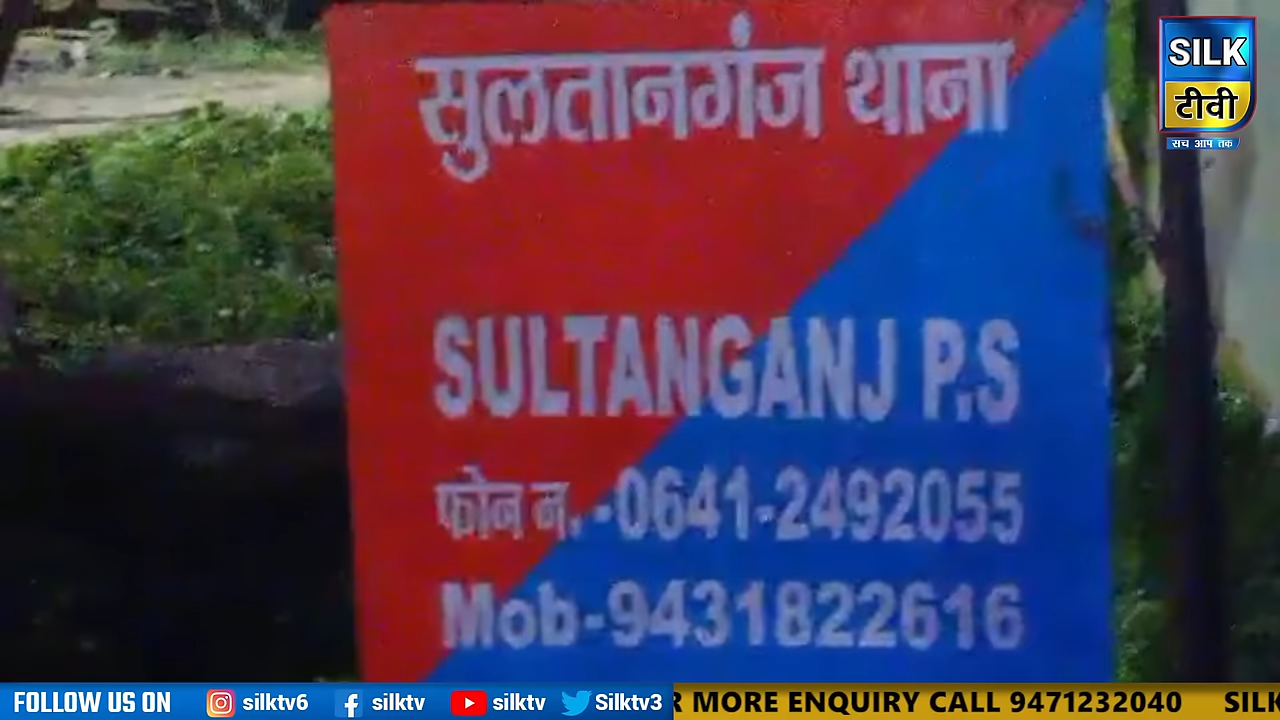 सुलतानगंज थाना
SULTANGANJ P.S
फोन न.-0641-2492055
Mob-9431822616
SILK
टीवी
सच आप तक
FOLLOW US ON silktv6 silktv silktv Silktv3 R MORE ENQUIRY CALL 9471232040 SILK